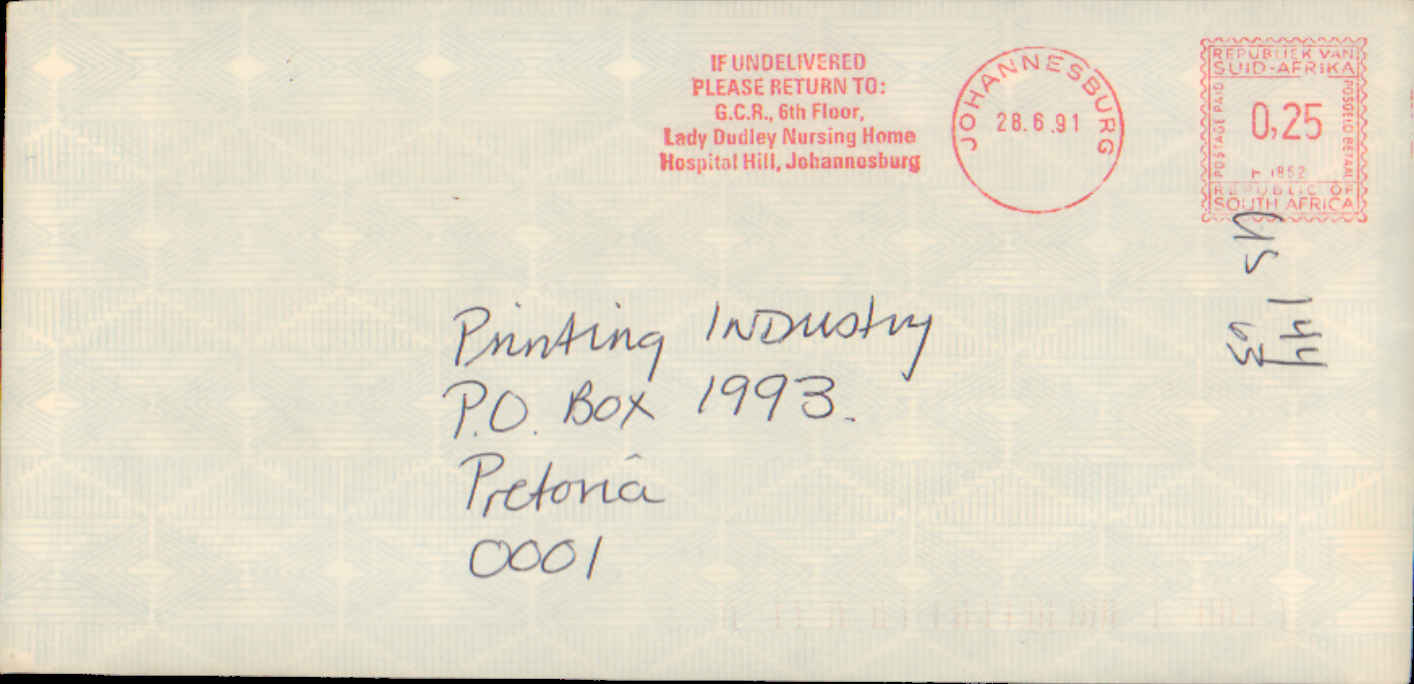 IF UNDELIVERED
PLEASE RETURN TO:
G.C.R., 6th Floor,
Lady Dudley Nursing Home
Hospital Hill, Johannesburg
JOHANNESBURG
28.6.91
REPUBLIEK VAN
SUID-AFRIKA
POSTAGE PAID
0,25
POSGELD BETAAL
1852
REPUBLIC OF
SOUTH AFRICA
Printing Industry
P.O. Box 1993.
Pretoria
0001